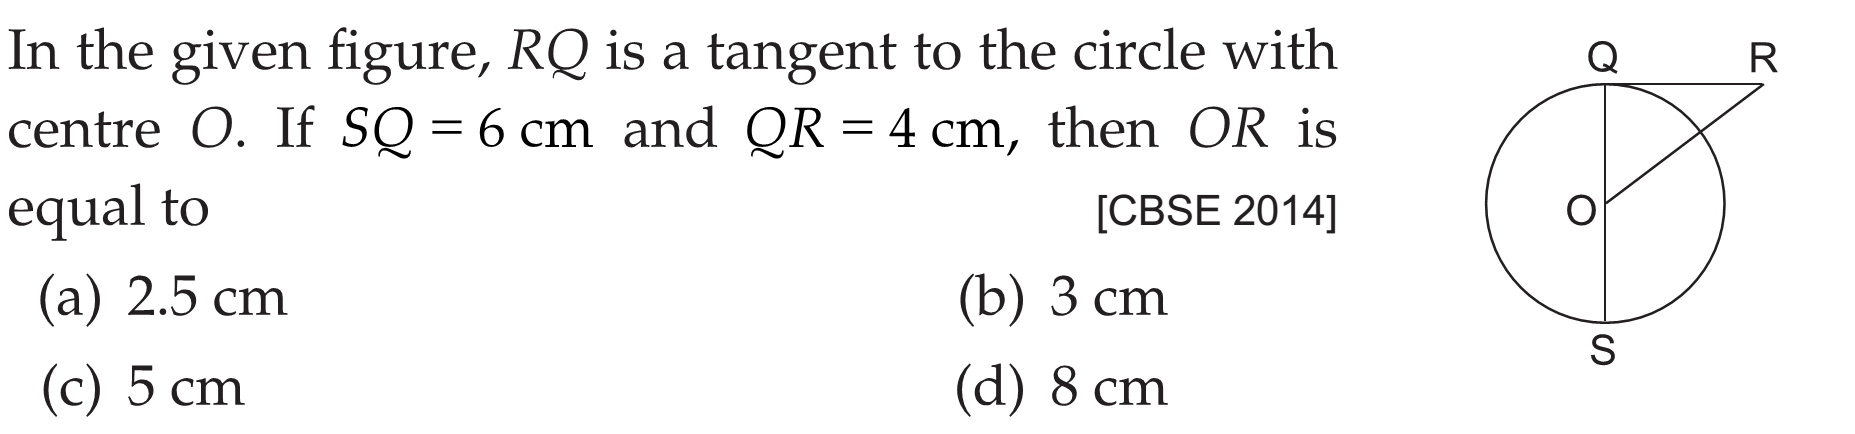 In the given figure, RQ is a tangent to the circle with
centre O. If SQ = 6 cm and QR = 4 cm, then OR is
equal to [CBSE 2014]
(a) 2.5 cm (b) 3 cm
(c) 5 cm (d) 8 cm
Q R
O
S